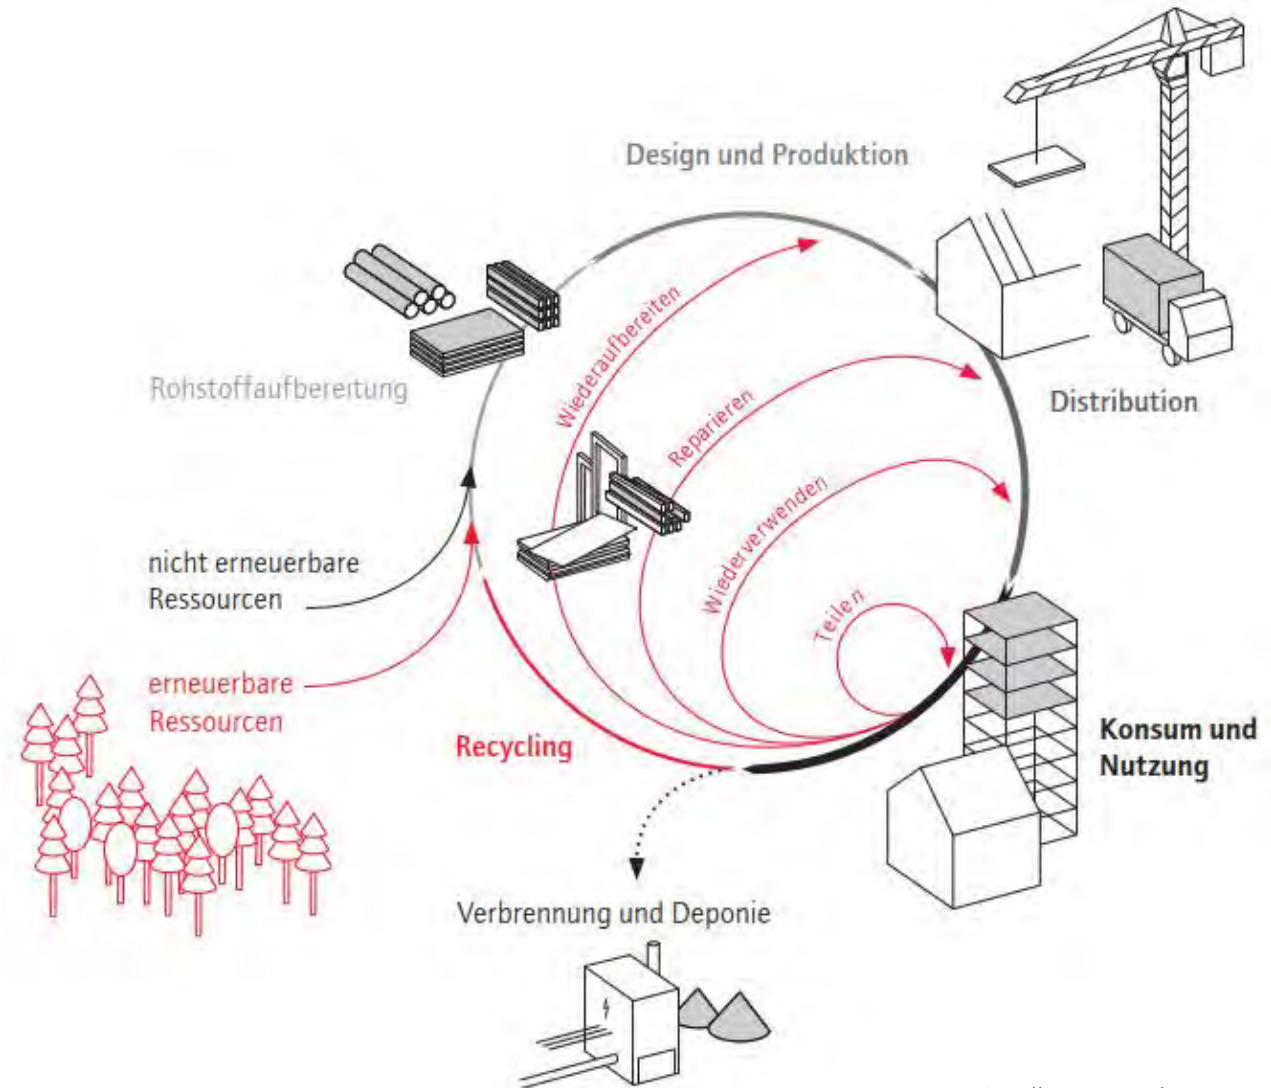 Design und Produktion
Wiederaufbereiten
Rohstoffaufbereitung
Reparieren
Distribution
Wiederverwenden
nicht erneuerbare
Ressourcen
Teilen
erneuerbare
Ressourcen
Recycling
Konsum und
Nutzung
Verbrennung und Deponie